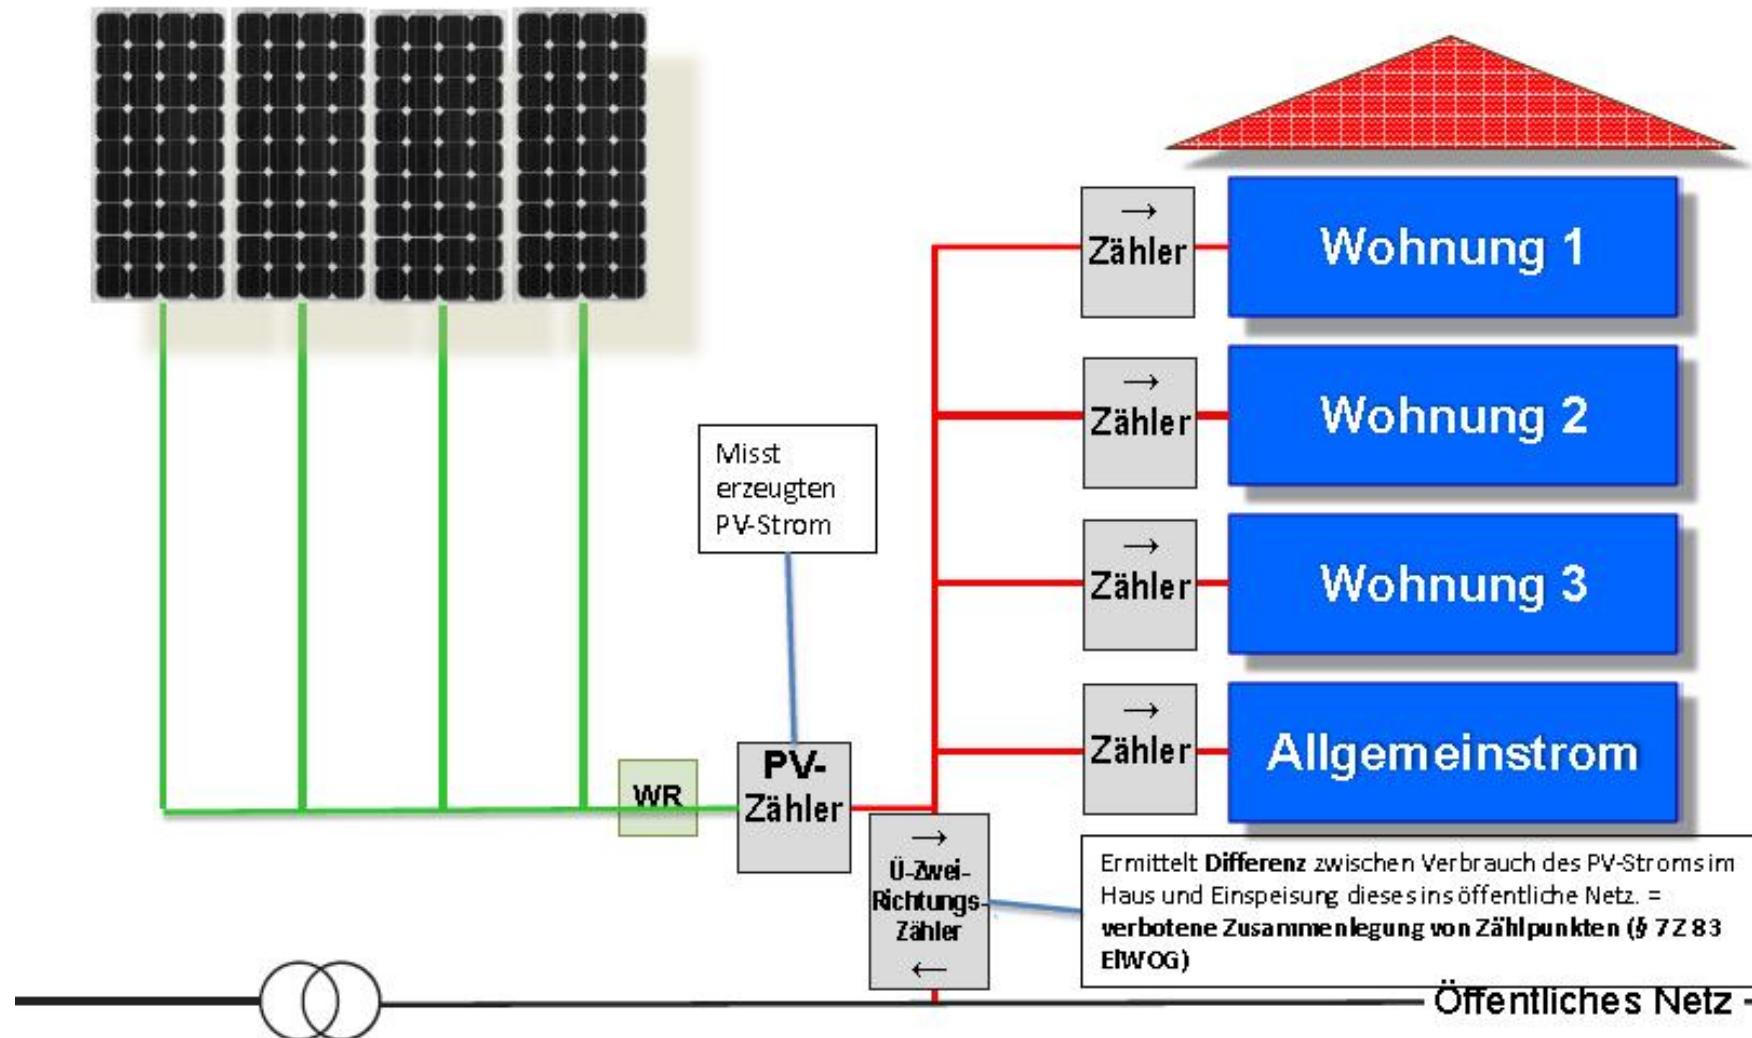 →
Zähler
Wohnung 1
→
Zähler
Wohnung 2
Misst
erzeugten
PV-Strom
→
Zähler
Wohnung 3
→
Zähler
Allgemeinstrom
WR
PV-
Zähler
→
Ü-Zwei-
Richtungs-
Zähler
←
Ermittelt Differenz zwischen Verbrauch des PV-Stroms im
Haus und Einspeisung dieses ins öffentliche Netz. =
verbotene Zusammenlegung von Zählpunkten (§ 7 Z 83
ElWOG)
Öffentliches Netz